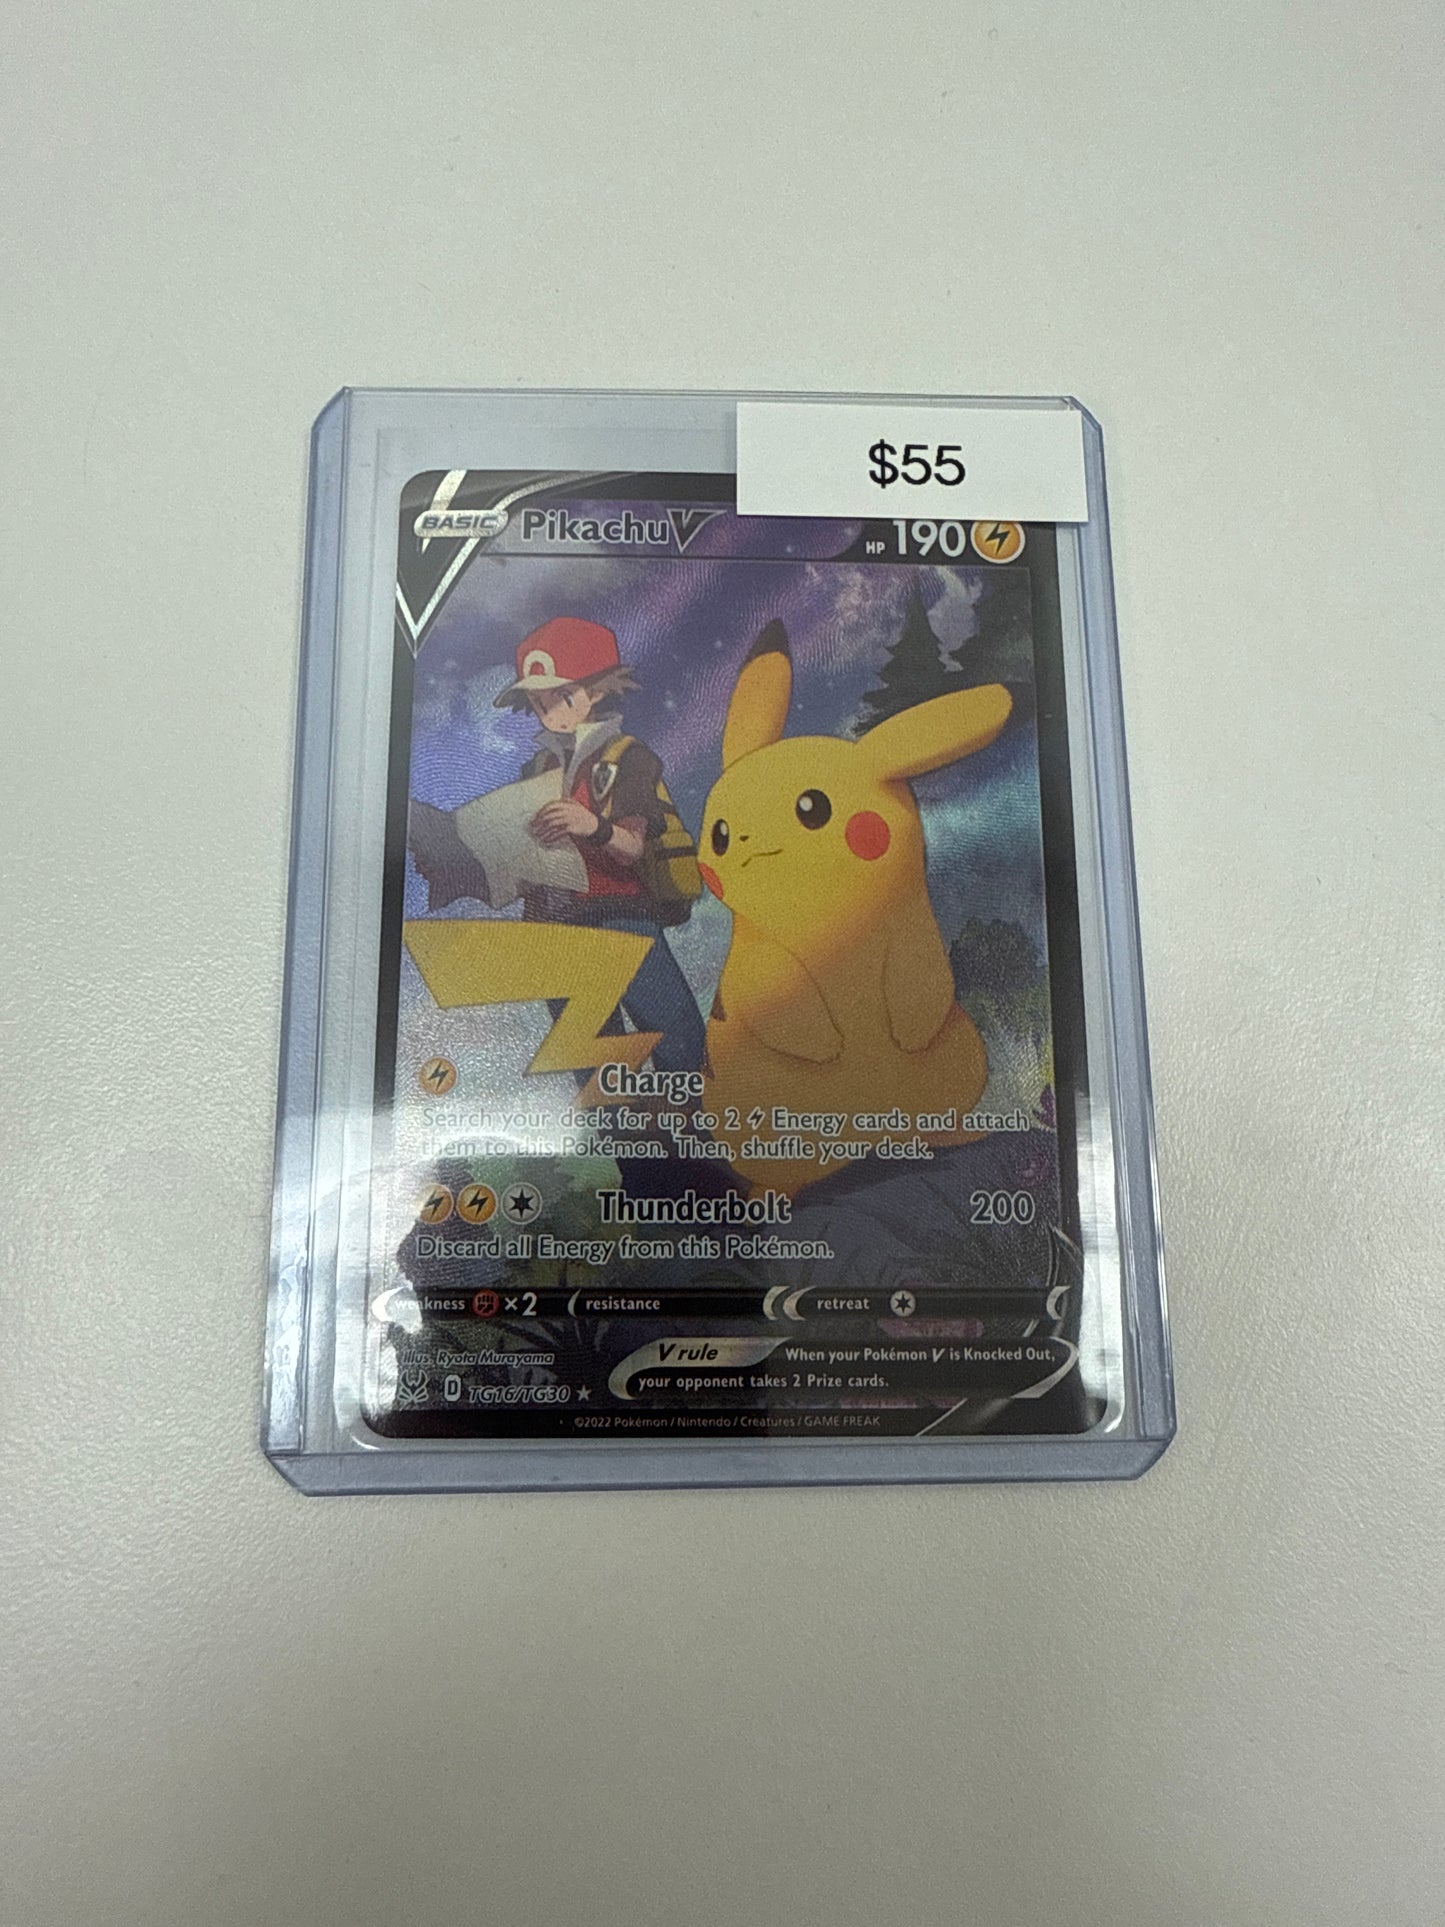 $55
BASIC Pikachu V HP 190
Charge
Search your deck for up to 2 Energy cards and attach
them to this Pokémon. Then, shuffle your deck.
Thunderbolt 200
Discard all Energy from this Pokémon.
weakness ×2 resistance retreat
Illus. Ryota Murayama
V rule When your Pokémon V is Knocked Out,
your opponent takes 2 Prize cards.
D TG16/TG30
©2022 Pokémon / Nintendo / Creatures / GAME FREAK